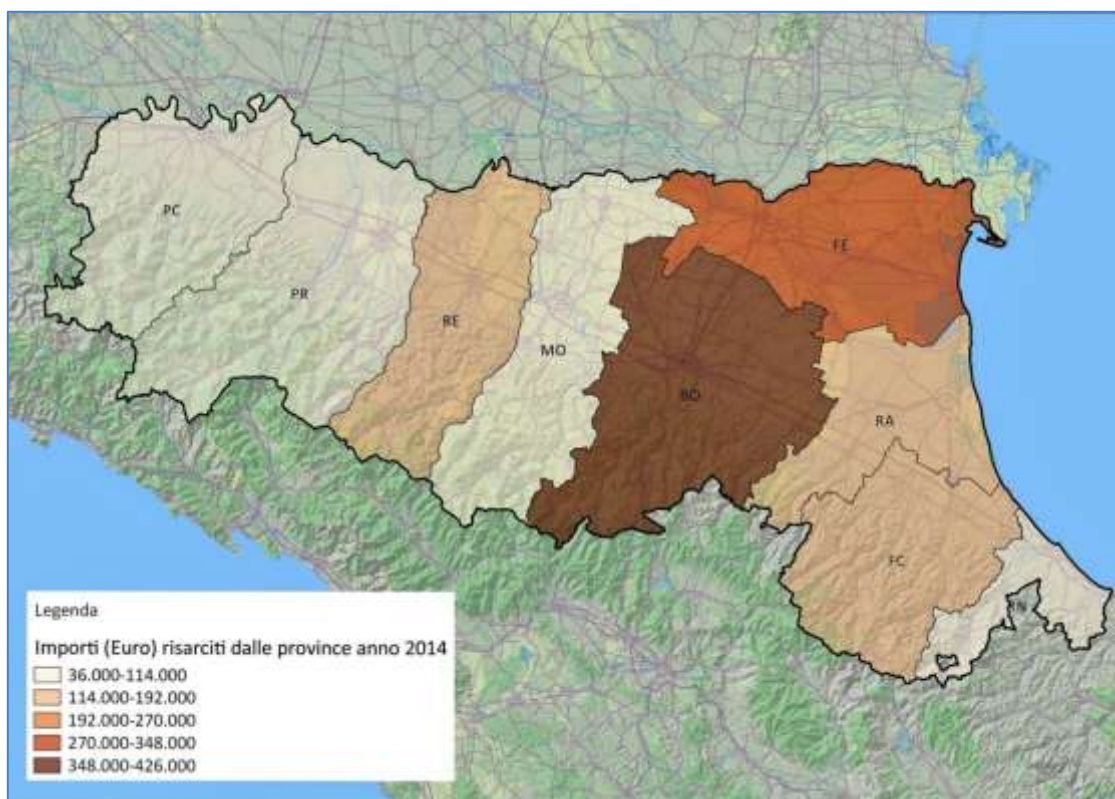 PC
FE
PR
RE
MO
BO
RA
FC
RN
Legenda
Importi (Euro) risarciti dalle province anno 2014
36.000-114.000
114.000-192.000
192.000-270.000
270.000-348.000
348.000-426.000